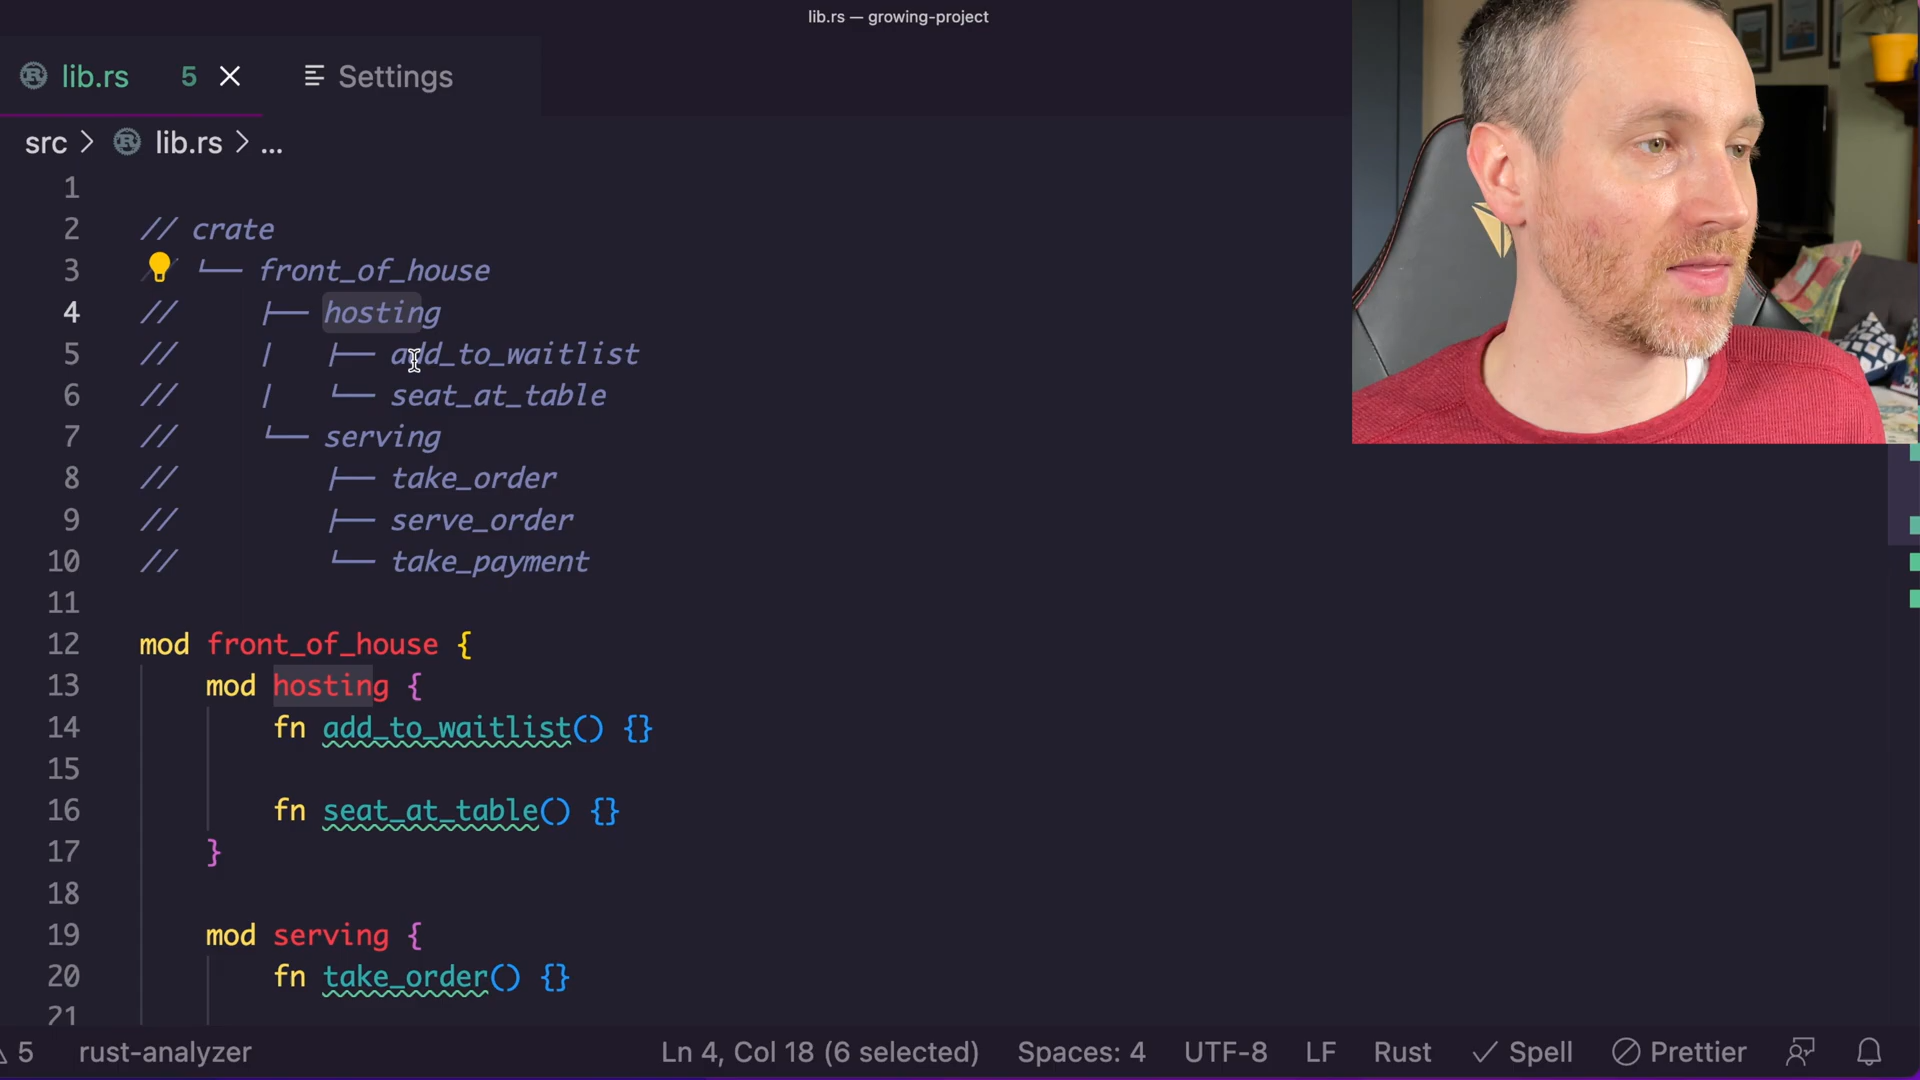 lib.rs — growing-project
lib.rs 5 Settings
src > lib.rs > ...
1
2 // crate
3 // └── front_of_house
4 //     ├── hosting
5 //     |   ├── add_to_waitlist
6 //     |   └── seat_at_table
7 //     └── serving
8 //         ├── take_order
9 //         ├── serve_order
10 //         └── take_payment
11
12 mod front_of_house {
13     mod hosting {
14         fn add_to_waitlist() {}
15
16         fn seat_at_table() {}
17     }
18
19     mod serving {
20         fn take_order() {}
21
5 rust-analyzer Ln 4, Col 18 (6 selected) Spaces: 4 UTF-8 LF Rust Spell Prettier